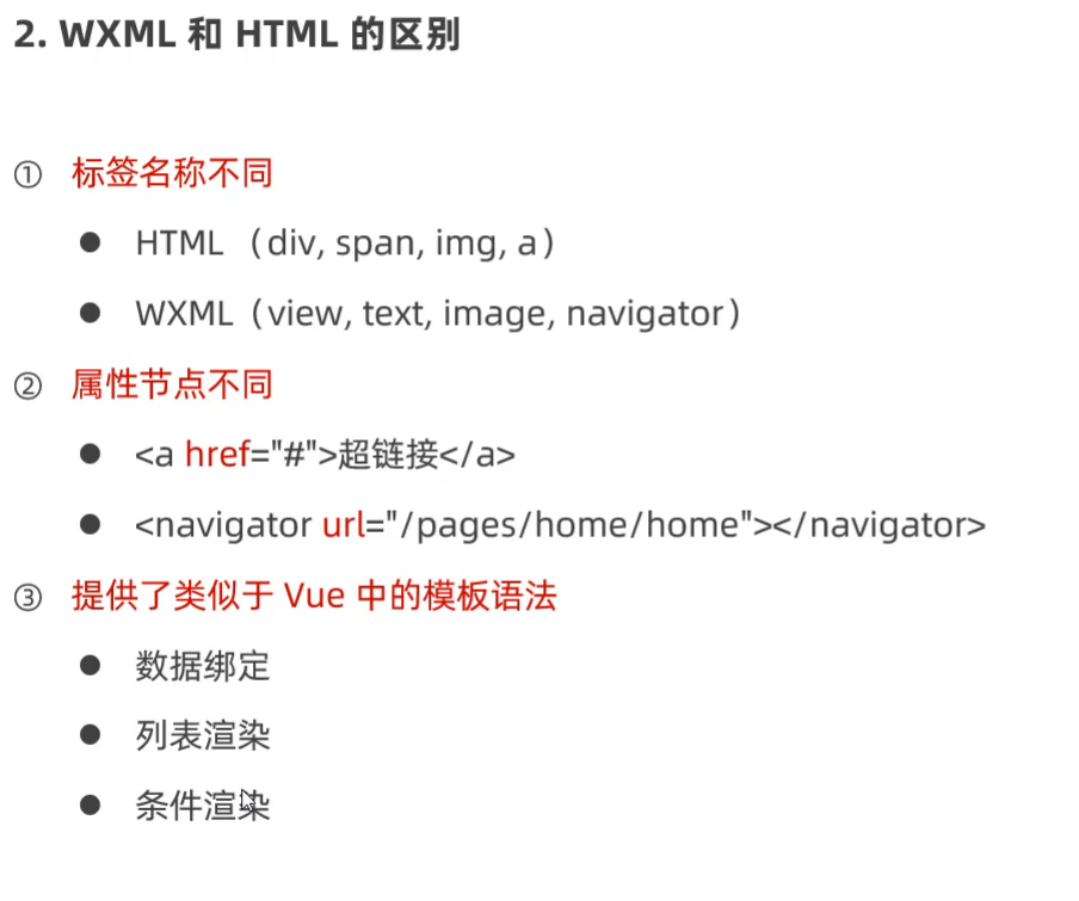 2. WXML 和 HTML 的区别
① 标签名称不同
● HTML （div, span, img, a）
● WXML（view, text, image, navigator）
② 属性节点不同
● <a href="#">超链接</a>
● <navigator url="/pages/home/home"></navigator>
③ 提供了类似于 Vue 中的模板语法
● 数据绑定
● 列表渲染
● 条件渲染